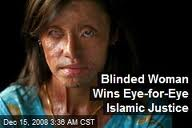 Blinded Woman
Wins Eye-for-Eye
Islamic Justice
Dec 15, 2008 3:36 AM CST